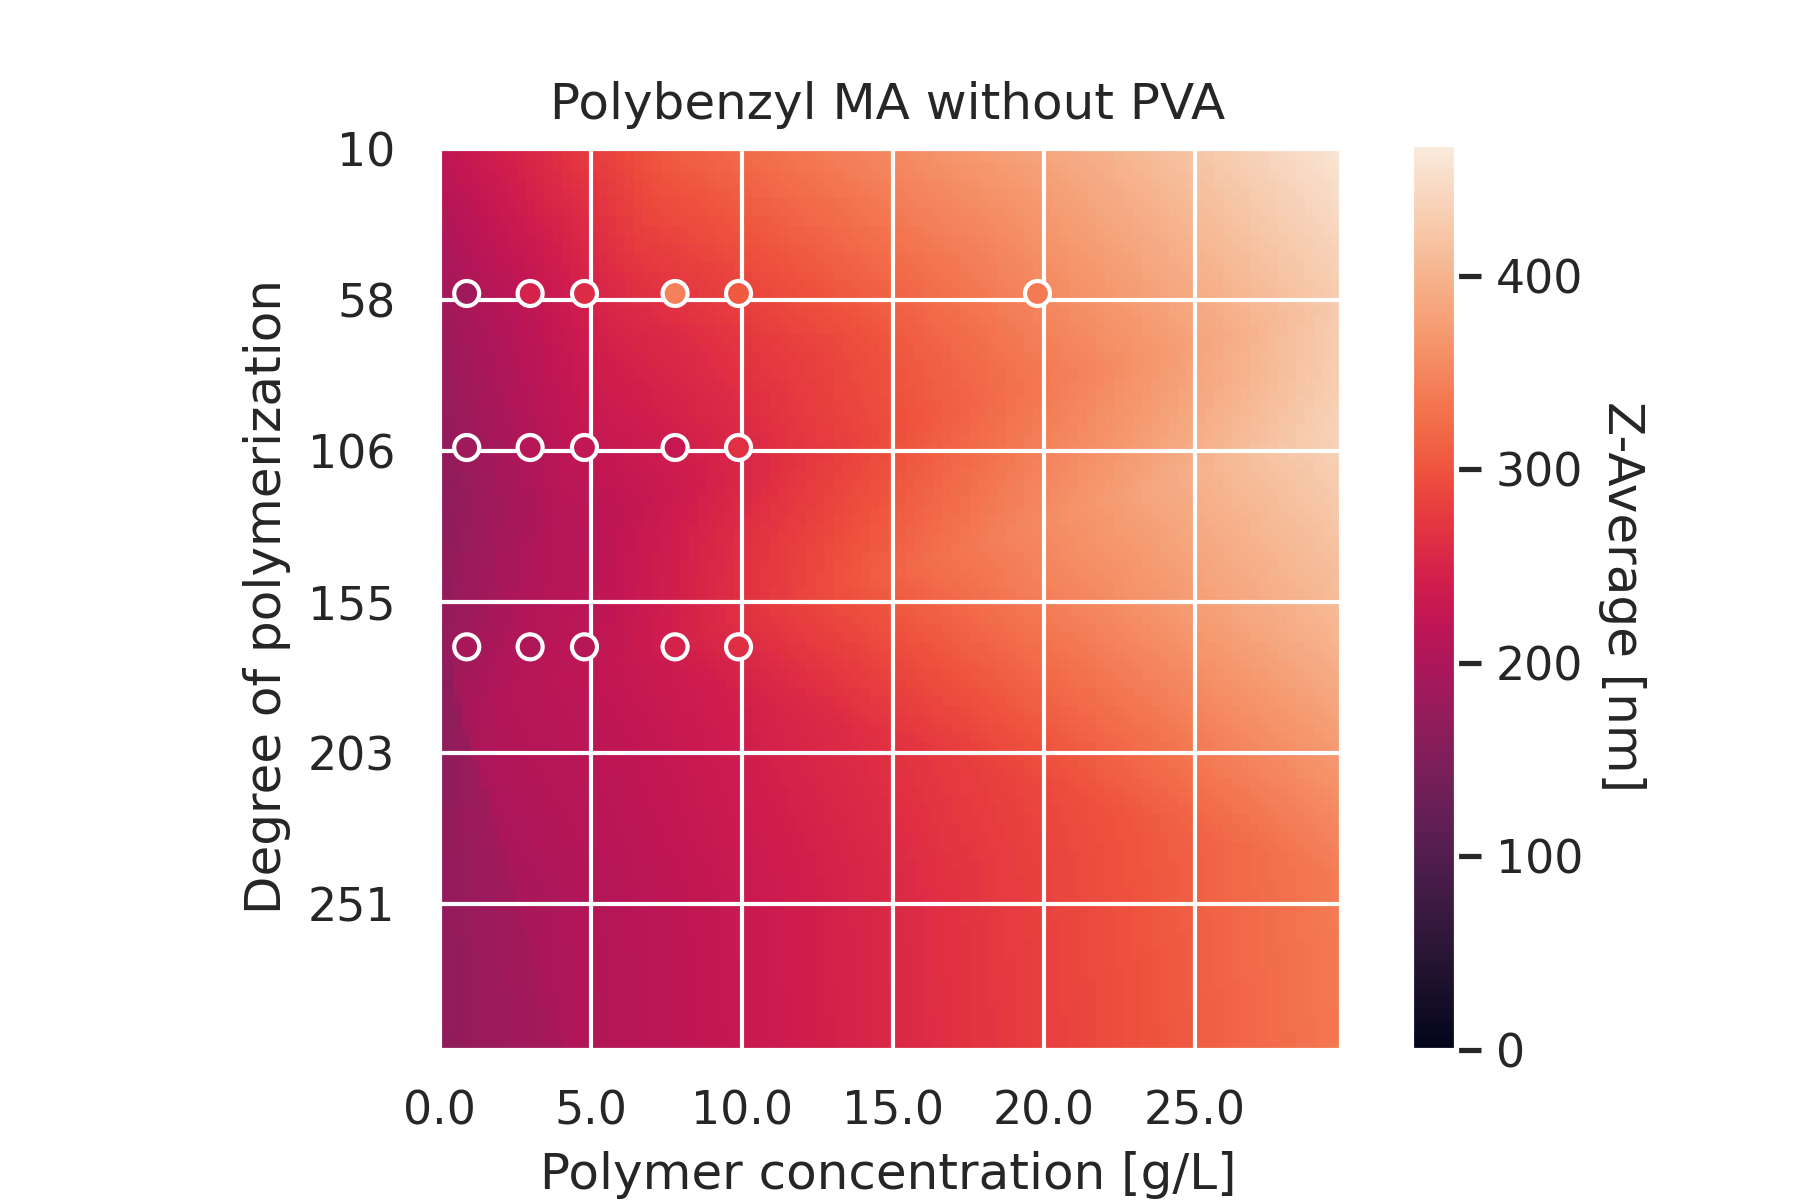 Polybenzyl MA without PVA
10
58
106
155
203
251
Degree of polymerization
0.0 5.0 10.0 15.0 20.0 25.0
Polymer concentration [g/L]
400
300
200
100
0
Z-Average [nm]